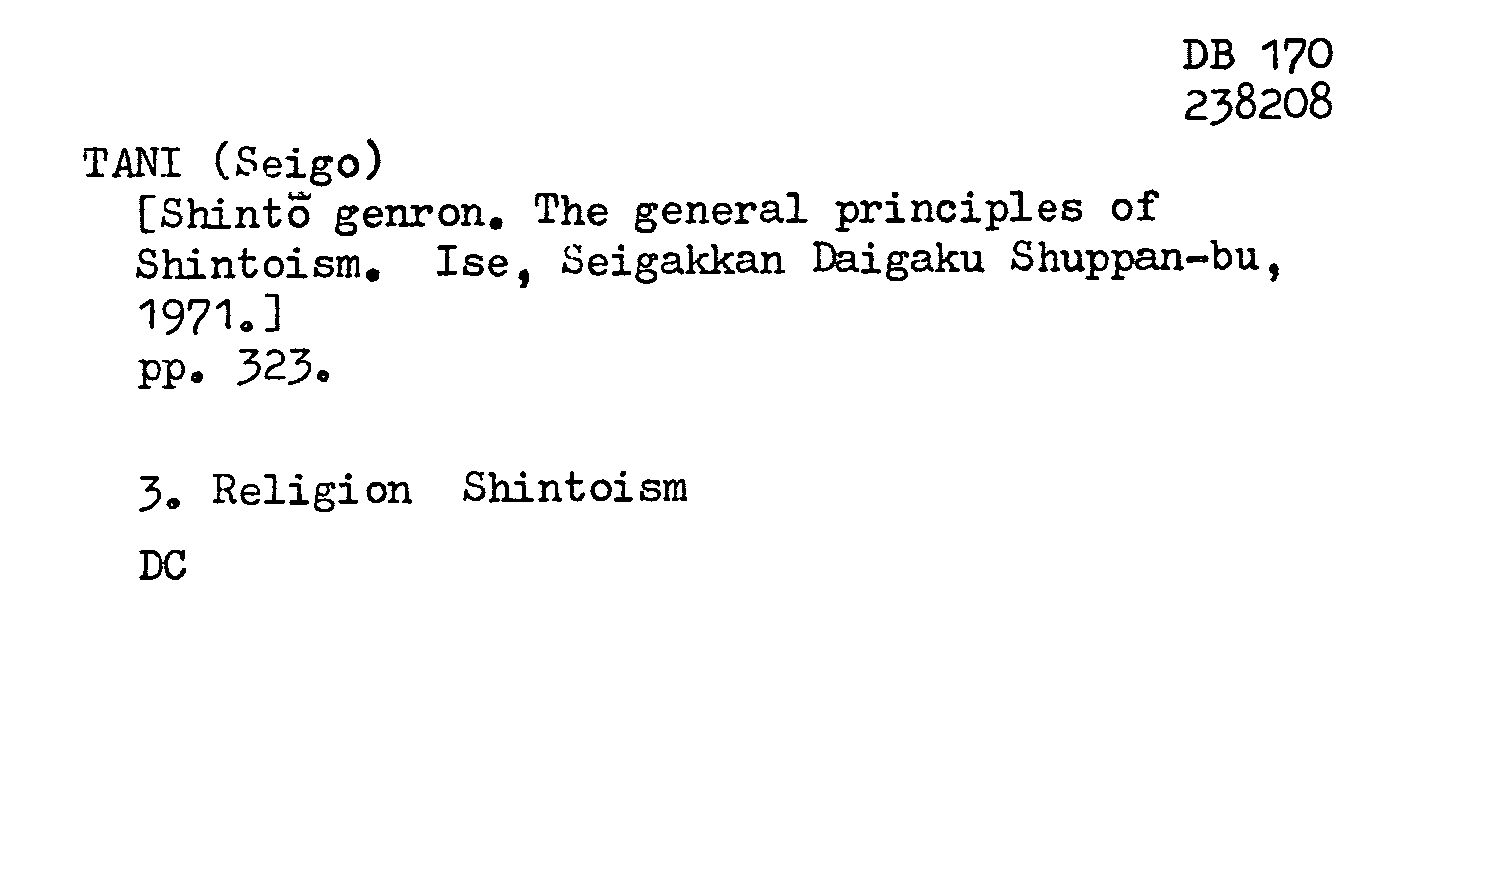 DB 170
238208
TANI (Seigo)
[Shintō genron. The general principles of
Shintoism. Ise, Seigakkan Daigaku Shuppan-bu,
1971.]
pp. 323.
3. Religion Shintoism
DC